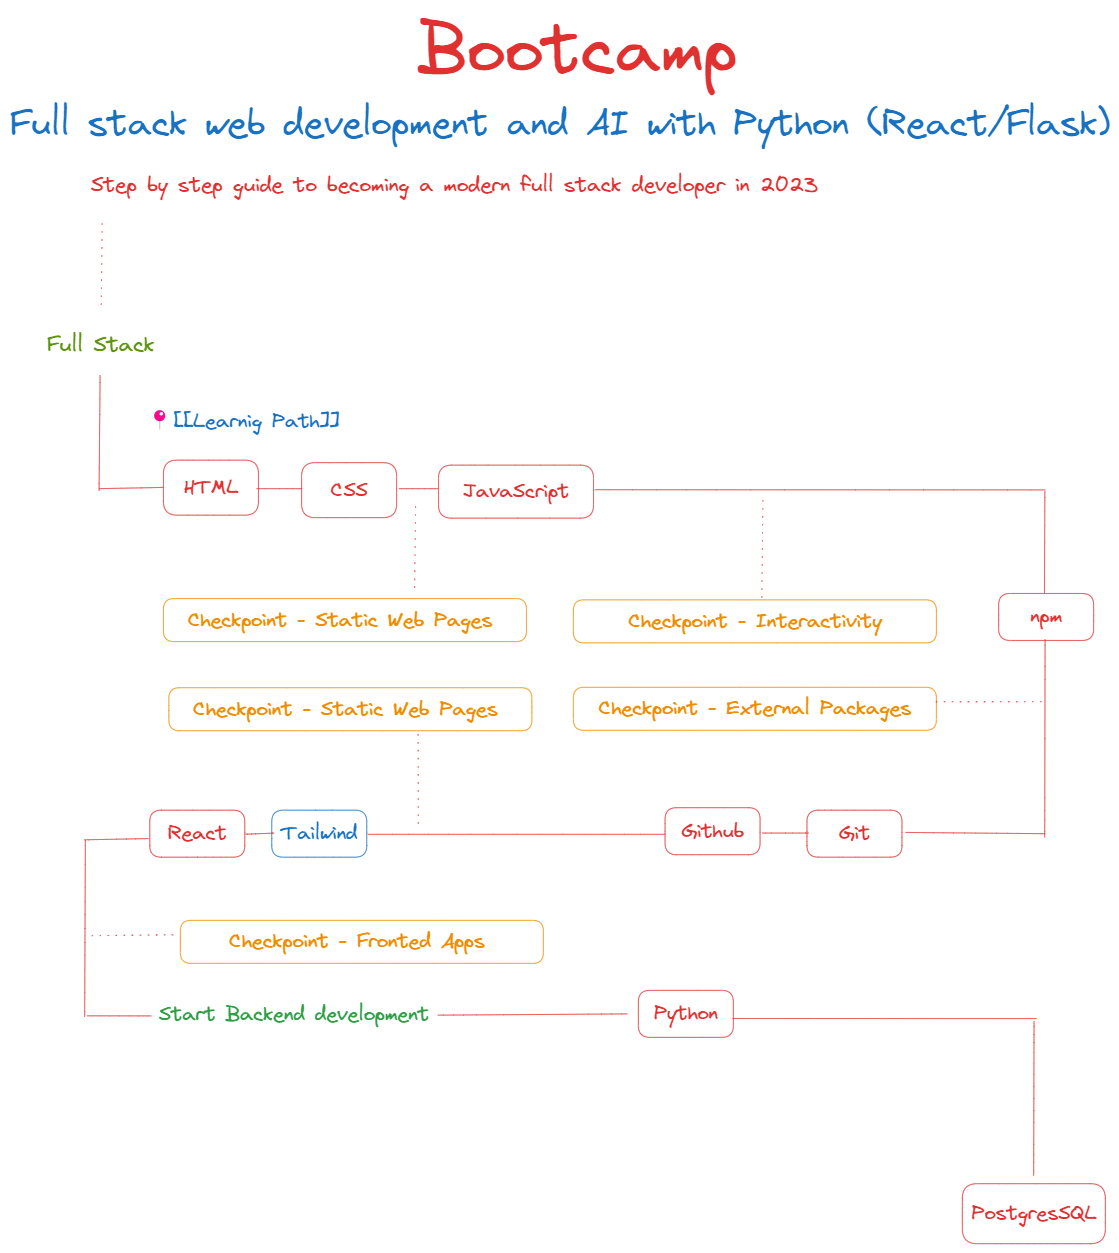 Bootcamp
Full stack web development and AI with Python (React/Flask)
Step by step guide to becoming a modern full stack developer in 2023
Full Stack
[[Learnig Path]]
HTML
CSS
JavaScript
Checkpoint - Static Web Pages
Checkpoint - Interactivity
npm
Checkpoint - Static Web Pages
Checkpoint - External Packages
React
Tailwind
Github
Git
Checkpoint - Fronted Apps
Start Backend development
Python
PostgresSQL